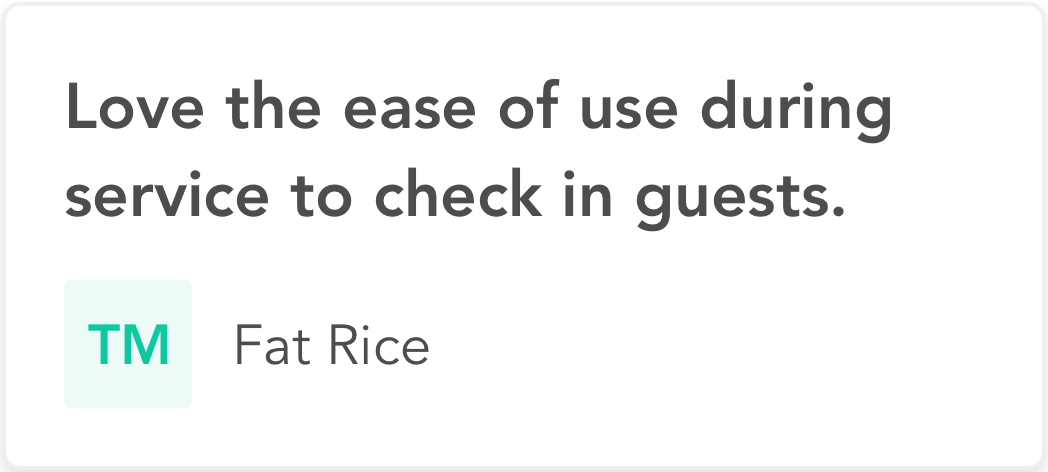 Love the ease of use during
service to check in guests.
TM Fat Rice